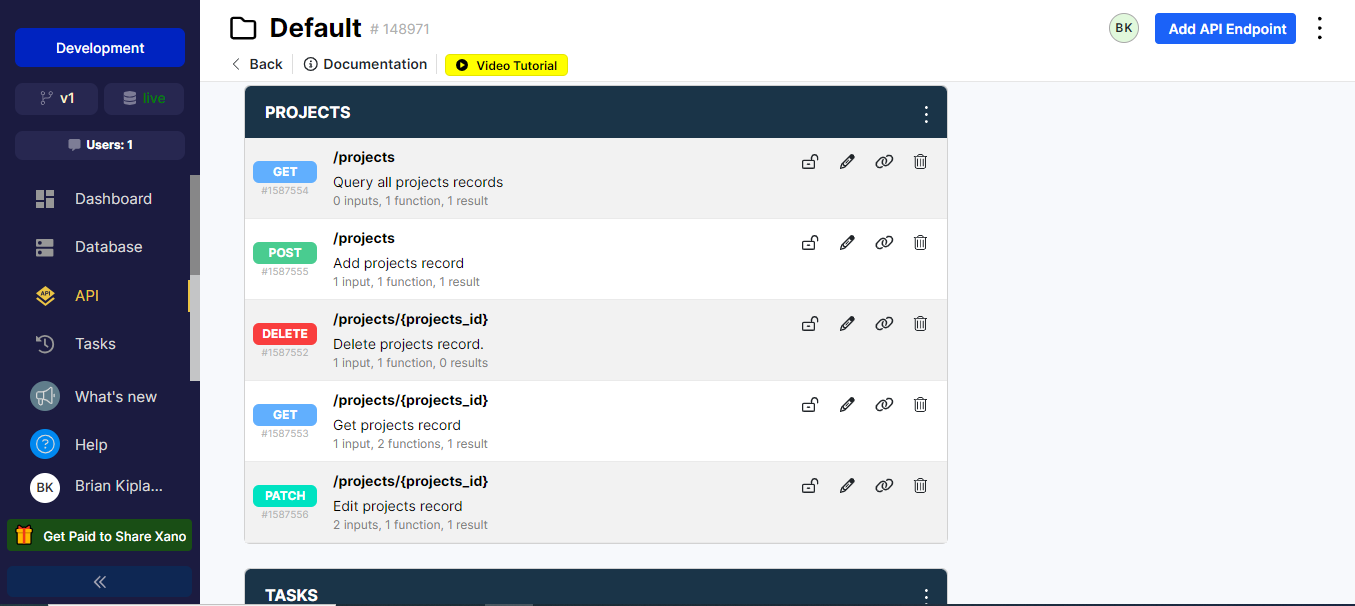 Development
v1
live
Users: 1
Dashboard
Database
API
API
Tasks
What's new
Help
BK
Brian Kipla...
Get Paid to Share Xano
Default # 148971
BK
Add API Endpoint
Back
Documentation
Video Tutorial
PROJECTS
GET
#1587554
/projects
Query all projects records
0 inputs, 1 function, 1 result
POST
#1587555
/projects
Add projects record
1 input, 1 function, 1 result
DELETE
#1587552
/projects/{projects_id}
Delete projects record.
1 input, 1 function, 0 results
GET
#1587553
/projects/{projects_id}
Get projects record
1 input, 2 functions, 1 result
PATCH
#1587556
/projects/{projects_id}
Edit projects record
2 inputs, 1 function, 1 result
TASKS